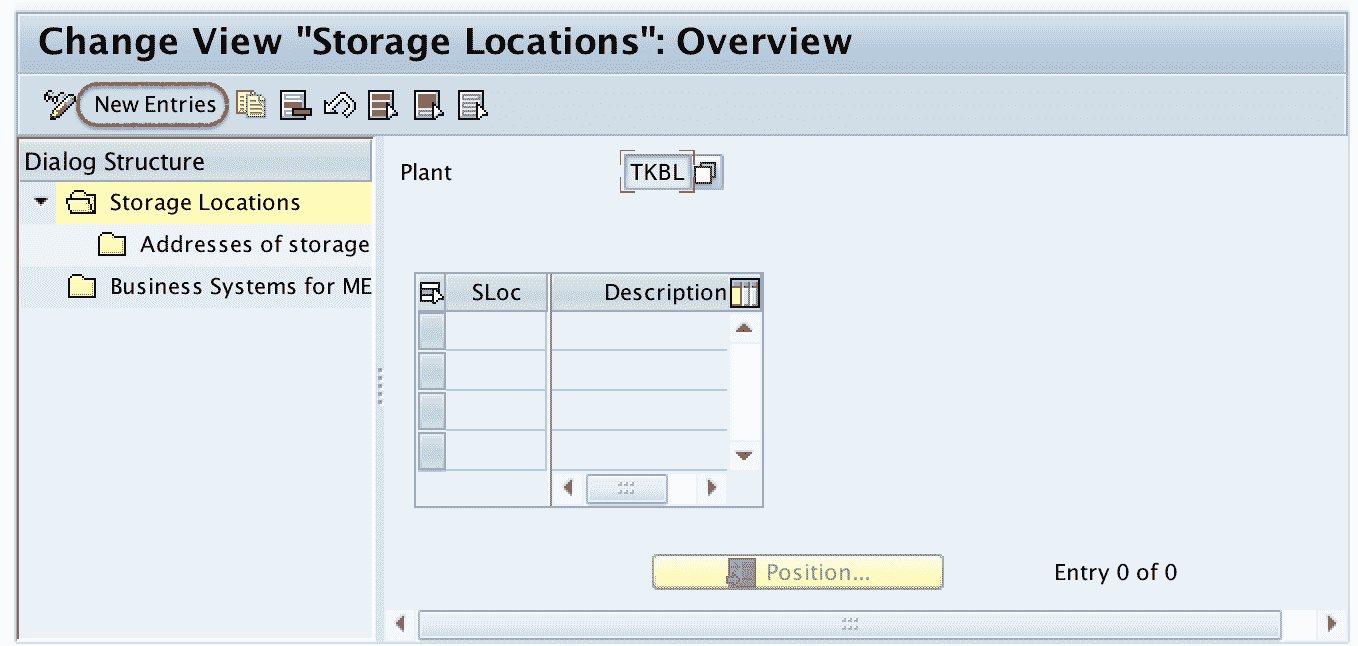 Change View "Storage Locations": Overview
New Entries
Dialog Structure
Storage Locations
Addresses of storage
Business Systems for ME
Plant TKBL
SLoc Description
Position... Entry 0 of 0